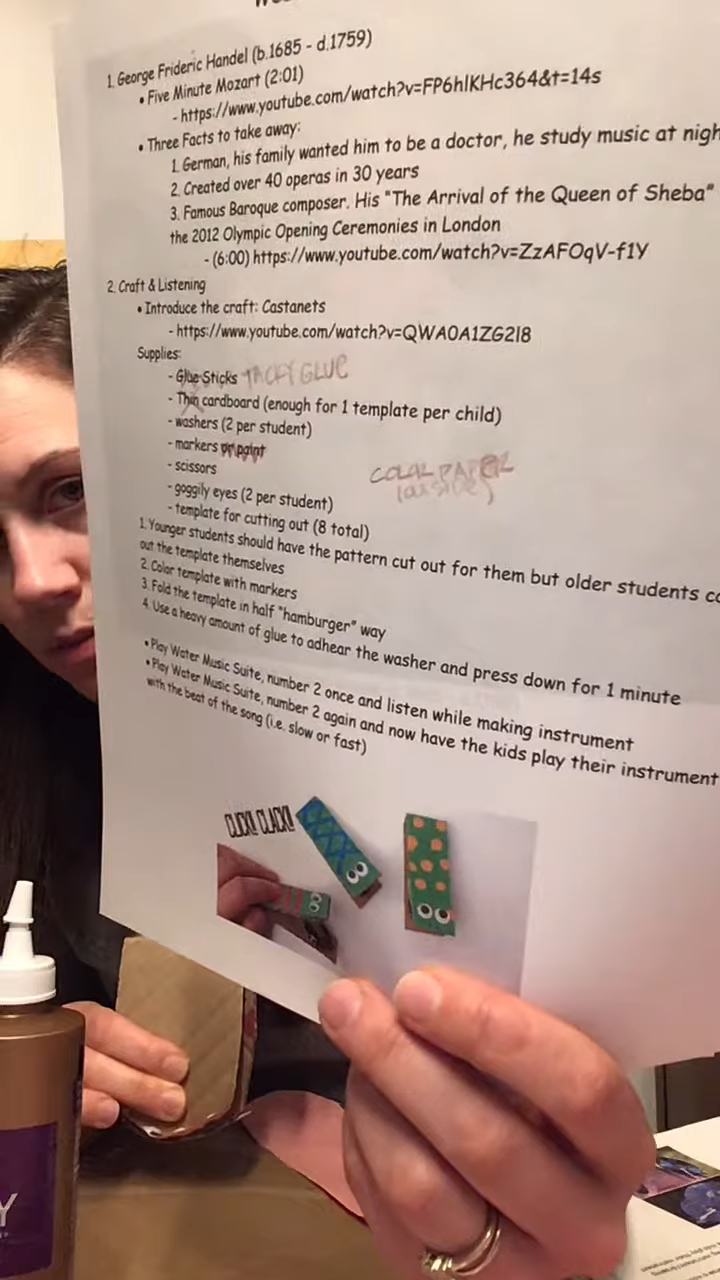 1. George Frideric Handel (b.1685 - d.1759)
• Five Minute Mozart (2:01)
- https://www.youtube.com/watch?v=FP6hlKHc364&t=14s
• Three Facts to take away:
1. German, his family wanted him to be a doctor, he study music at nigh
2. Created over 40 operas in 30 years
3. Famous Baroque composer. His "The Arrival of the Queen of Sheba"
the 2012 Olympic Opening Ceremonies in London
- (6:00) https://www.youtube.com/watch?v=ZzAFOqV-f1Y
2. Craft & Listening
• Introduce the craft: Castanets
- https://www.youtube.com/watch?v=QWA0A1ZG2l8
Supplies:
- Glue Sticks TACKY GLUE
- Thin cardboard (enough for 1 template per child)
- washers (2 per student)
- markers or paint
- scissors
COLOR PAPER
(outside)
- goggily eyes (2 per student)
- template for cutting out (8 total)
1. Younger students should have the pattern cut out for them but older students co
out the template themselves
2. Color template with markers
3. Fold the template in half "hamburger" way
4. Use a heavy amount of glue to adhear the washer and press down for 1 minute
• Play Water Music Suite, number 2 once and listen while making instrument
• Play Water Music Suite, number 2 again and now have the kids play their instrument
with the beat of the song (i.e. slow or fast)
CLICK! CLACK!
Y